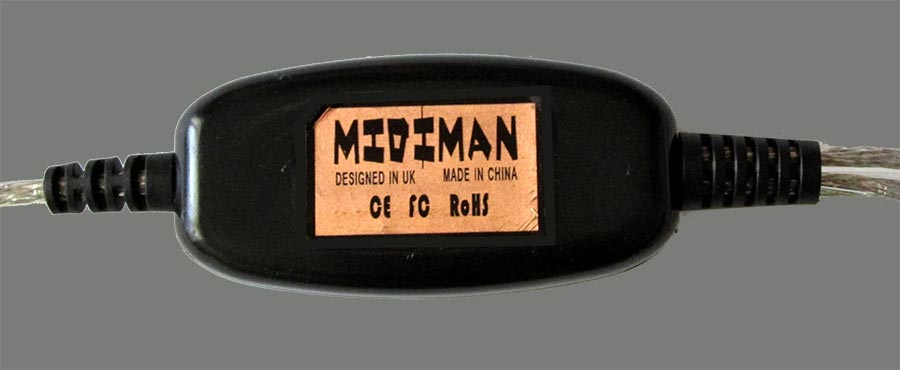 MIDIMAN
DESIGNED IN UK MADE IN CHINA
CE FC RoHS